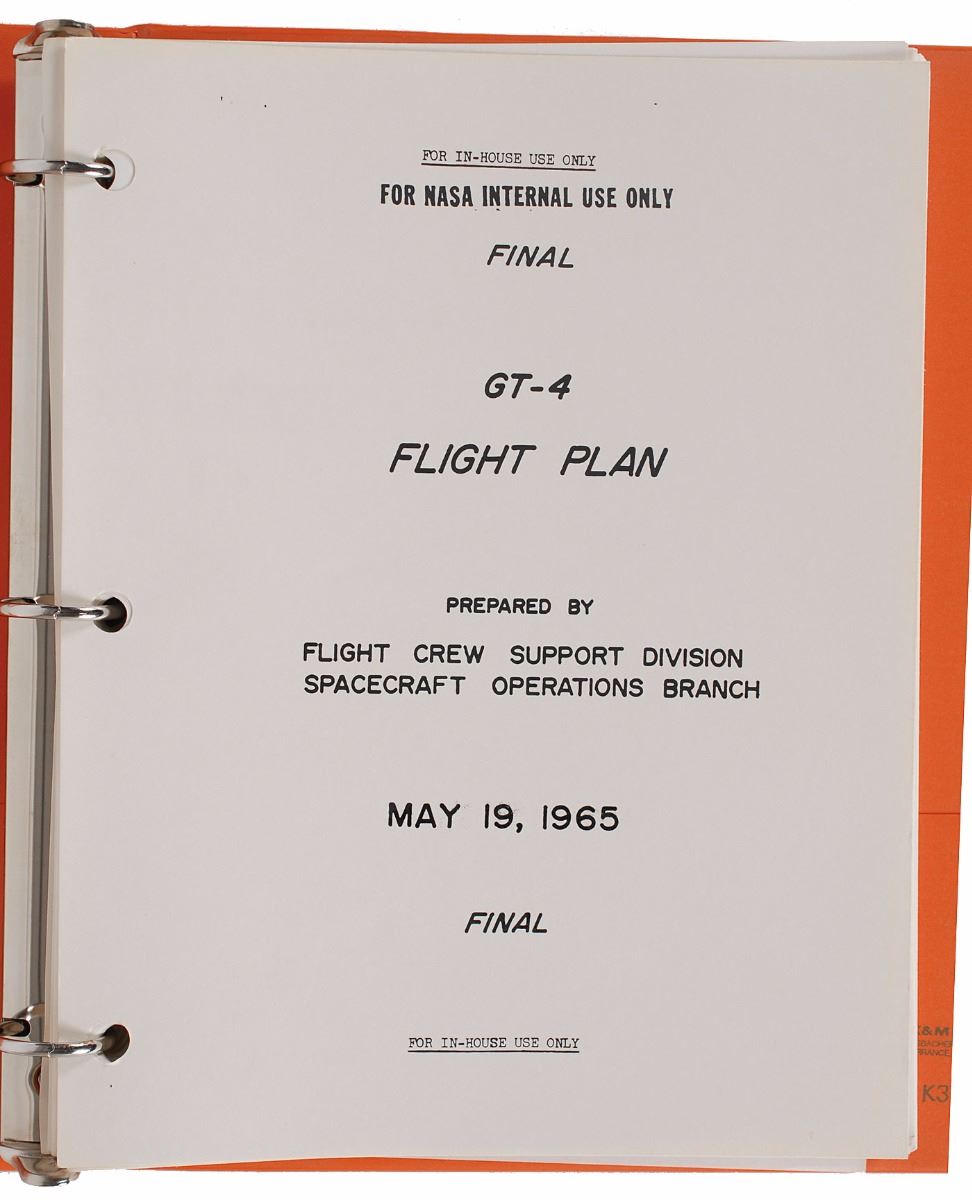 FOR IN-HOUSE USE ONLY
FOR NASA INTERNAL USE ONLY
FINAL
GT-4
FLIGHT PLAN
PREPARED BY
FLIGHT CREW SUPPORT DIVISION
SPACECRAFT OPERATIONS BRANCH
MAY 19, 1965
FINAL
FOR IN-HOUSE USE ONLY
&M
K3